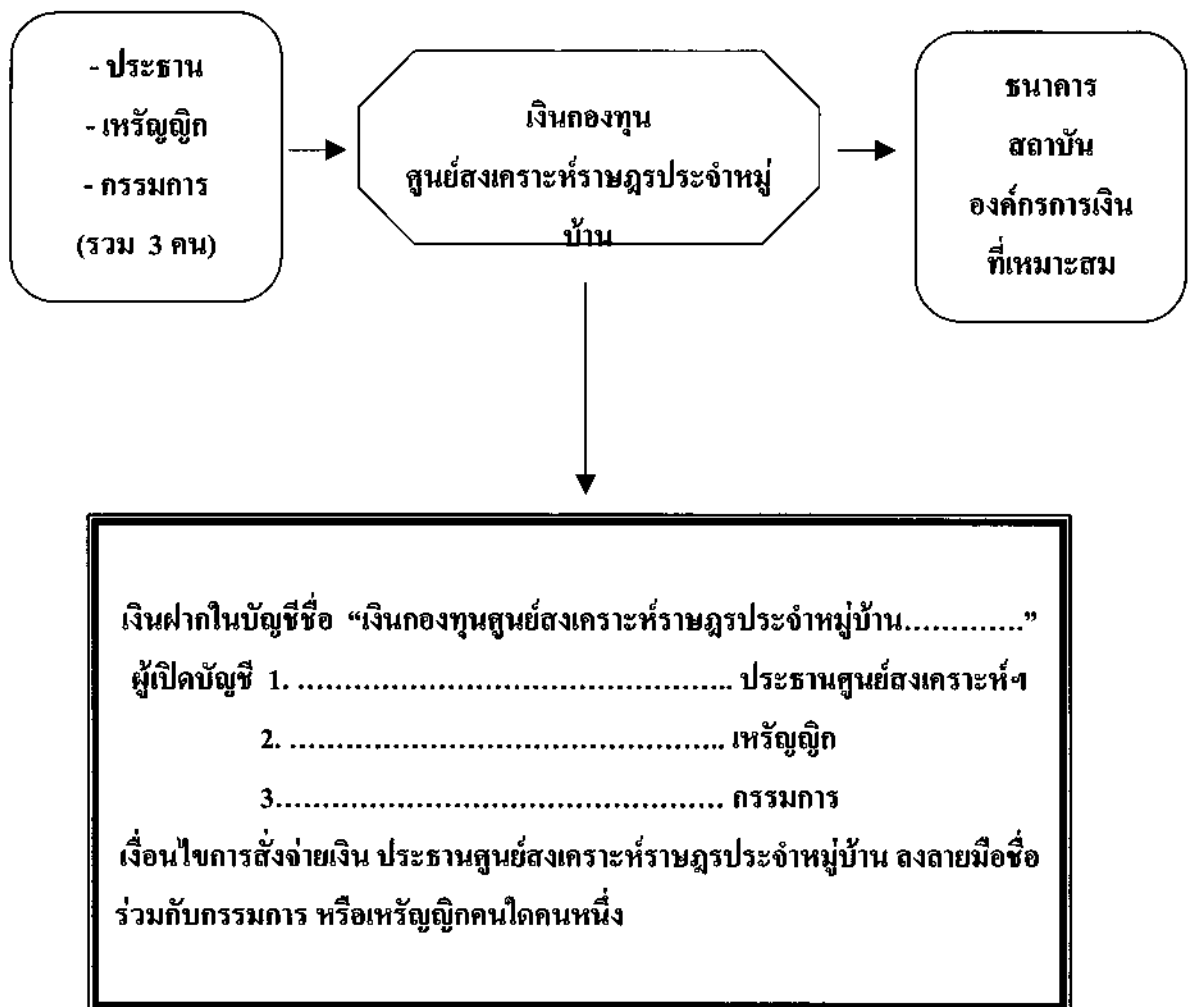 - ประธาน
- เหรัญญิก
- กรรมการ
(รวม 3 คน)
เงินกองทุน
ศูนย์สงเคราะห์ราษฎรประจำหมู่
บ้าน
ธนาคาร
สถาบัน
องค์กรการเงิน
ที่เหมาะสม
เงินฝากในบัญชีชื่อ “เงินกองทุนศูนย์สงเคราะห์ราษฎรประจำหมู่บ้าน.............”
ผู้เปิดบัญชี 1. ............................................... ประธานศูนย์สงเคราะห์ฯ
2. ............................................... เหรัญญิก
3................................................. กรรมการ
เงื่อนไขการสั่งจ่ายเงิน ประธานศูนย์สงเคราะห์ราษฎรประจำหมู่บ้าน ลงลายมือชื่อ
ร่วมกับกรรมการ หรือเหรัญญิกคนใดคนหนึ่ง